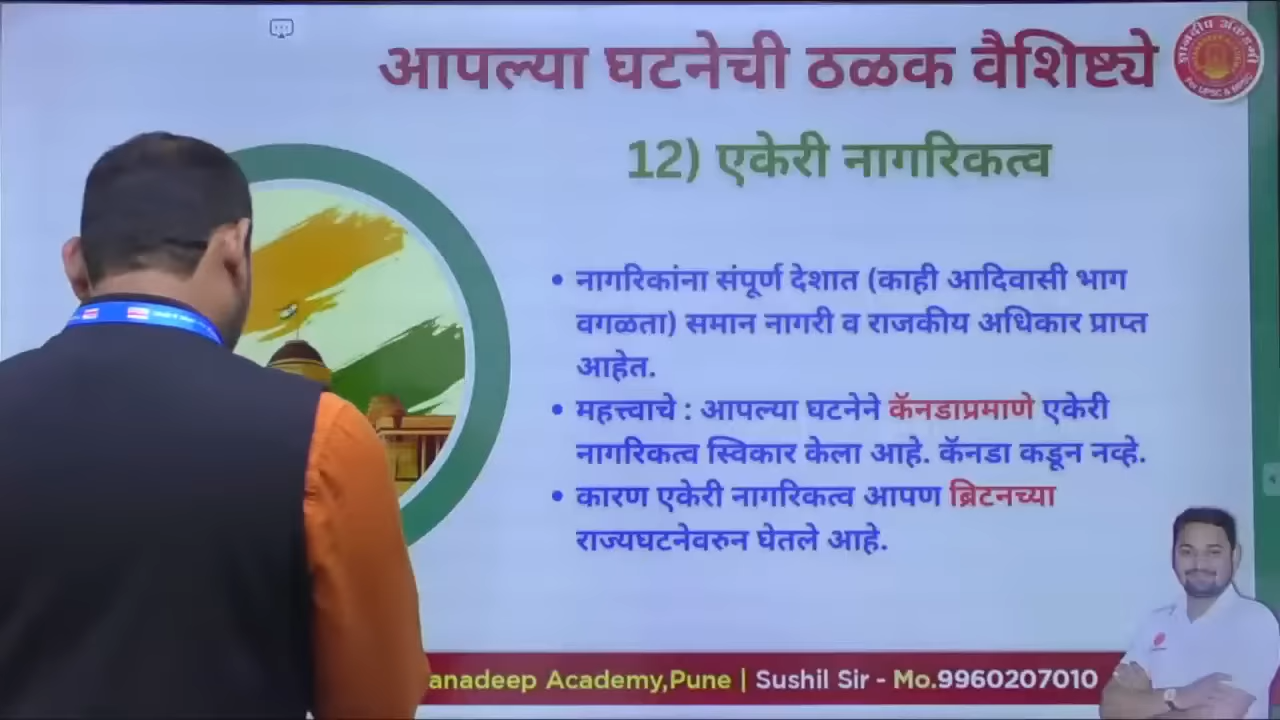 आपल्या घटनेची ठळक वैशिष्ट्ये
12) एकेरी नागरिकत्व
• नागरिकांना संपूर्ण देशात (काही आदिवासी भाग
वगळता) समान नागरी व राजकीय अधिकार प्राप्त
आहेत.
• महत्त्वाचे : आपल्या घटनेने कॅनडाप्रमाणे एकेरी
नागरिकत्व स्विकार केला आहे. कॅनडा कडून नव्हे.
• कारण एकेरी नागरिकत्व आपण ब्रिटनच्या
राज्यघटनेवरुन घेतले आहे.
anadeep Academy,Pune | Sushil Sir - Mo.9960207010